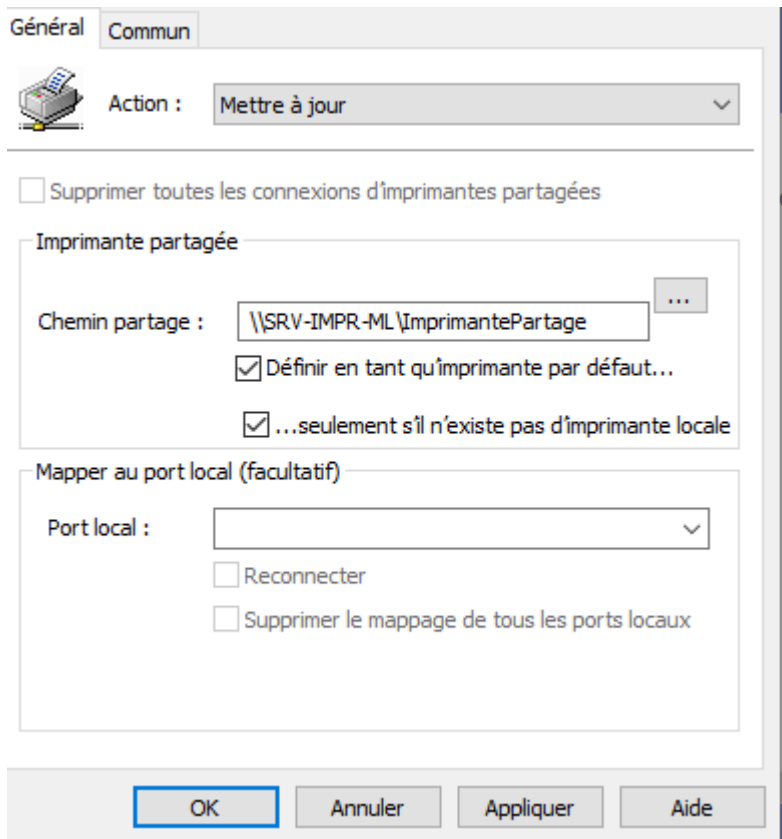 Général Commun
Action : Mettre à jour
Supprimer toutes les connexions d'imprimantes partagées
Imprimante partagée
...
Chemin partage : \\SRV-IMPR-ML\ImprimantePartage
Définir en tant qu'imprimante par défaut...
...seulement s'il n'existe pas d'imprimante locale
Mapper au port local (facultatif)
Port local :
Reconnecter
Supprimer le mappage de tous les ports locaux
OK Annuler Appliquer Aide